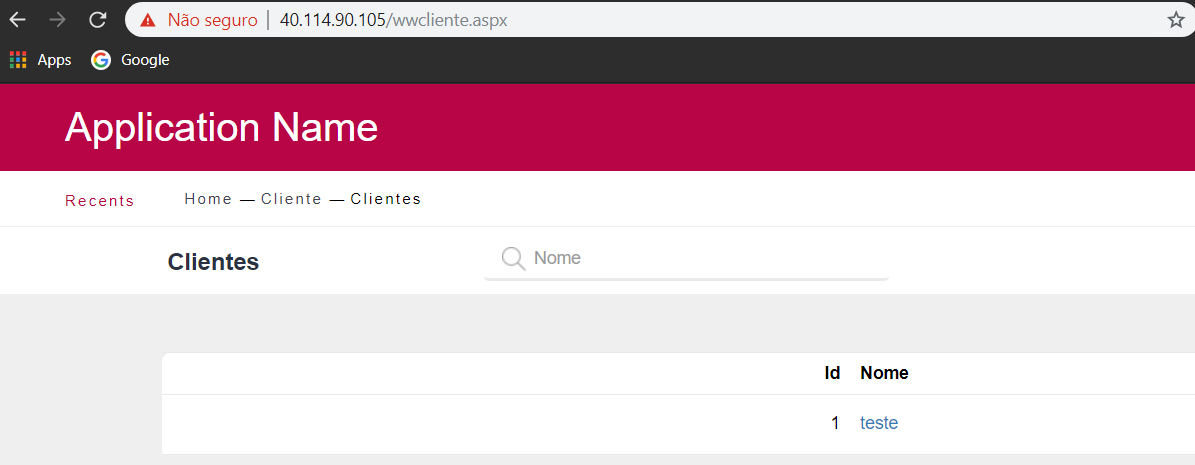 Não seguro | 40.114.90.105/wwcliente.aspx
Apps Google
Application Name
Recents Home — Cliente — Clientes
Clientes Nome
Id Nome
1 teste